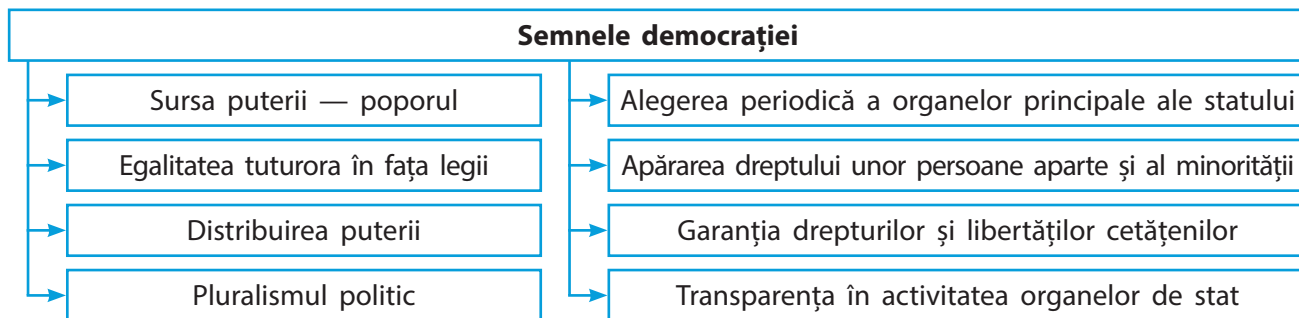 Semnele democrației
Sursa puterii — poporul
Egalitatea tuturora în fața legii
Distribuirea puterii
Pluralismul politic
Alegerea periodică a organelor principale ale statului
Apărarea dreptului unor persoane aparte și al minorității
Garanția drepturilor și libertăților cetățenilor
Transparența în activitatea organelor de stat